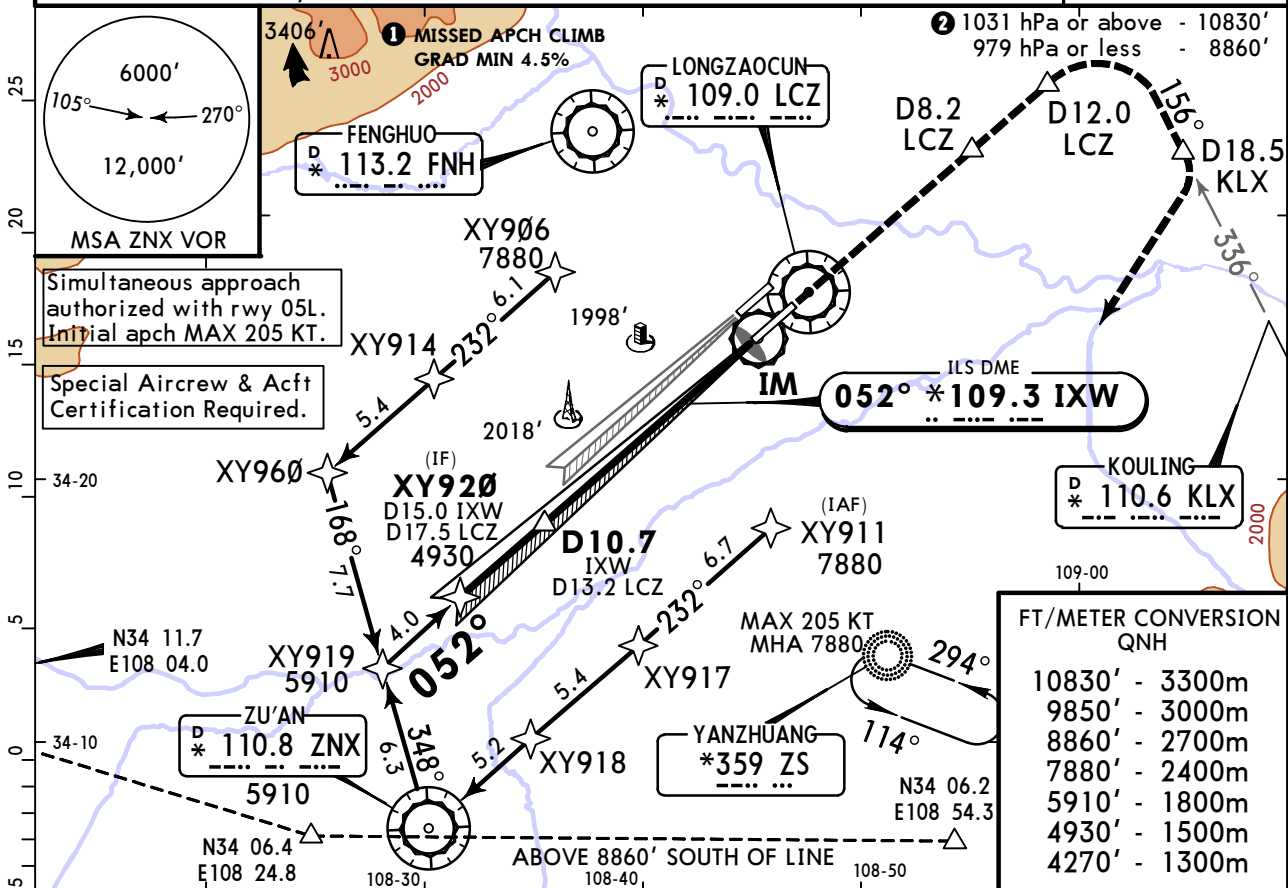 3406'
❶ MISSED APCH CLIMB
GRAD MIN 4.5%
3000
2000
❷ 1031 hPa or above - 10830'
979 hPa or less - 8860'
6000'
105°
270°
12,000'
MSA ZNX VOR
25
20
15
10
5
0
5
LONGZAOCUN
D
* 109.0 LCZ
FENGHUO
D
* 113.2 FNH
D8.2
LCZ
D12.0
LCZ
156°
D18.5
KLX
336°
Simultaneous approach
authorized with rwy 05L.
Initial apch MAX 205 KT.
Special Aircrew & Acft
Certification Required.
XY9Ø6
7880
6.1
232°
XY914
5.4
XY96Ø
1998'
2018'
IM
ILS DME
052° *109.3 IXW
KOULING
D
* 110.6 KLX
2000
34-20
(IF)
XY92Ø
D15.0 IXW
D17.5 LCZ
4930
D10.7
IXW
D13.2 LCZ
(IAF)
XY911
7880
6.7
232°
168°
7.7
4.0
052°
XY919
5910
N34 11.7
E108 04.0
XY917
5.4
XY918
5.2
MAX 205 KT
MHA 7880
294°
114°
YANZHUANG
*359 ZS
109-00
34-10
ZU'AN
D
* 110.8 ZNX
5910
348°
6.3
N34 06.4
E108 24.8
N34 06.2
E108 54.3
ABOVE 8860' SOUTH OF LINE
108-30
108-40
108-50
FT/METER CONVERSION
QNH
10830' - 3300m
9850' - 3000m
8860' - 2700m
7880' - 2400m
5910' - 1800m
4930' - 1500m
4270' - 1300m